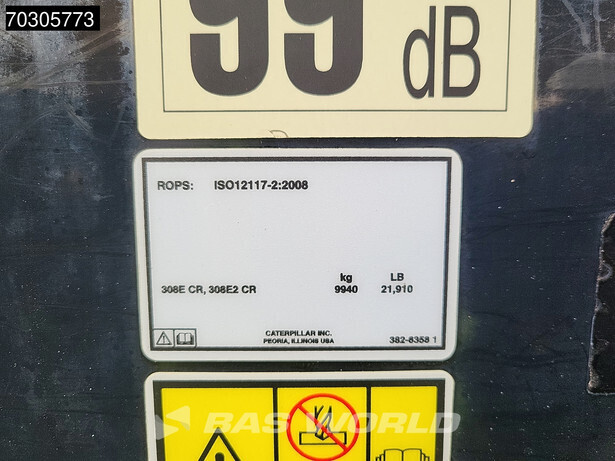 70305773
99
dB
ROPS: ISO12117-2:2008
kg LB
308E CR, 308E2 CR 9940 21,910
CATERPILLAR INC.
PEORIA, ILLINOIS USA 382-8358 1
BAS WORLD